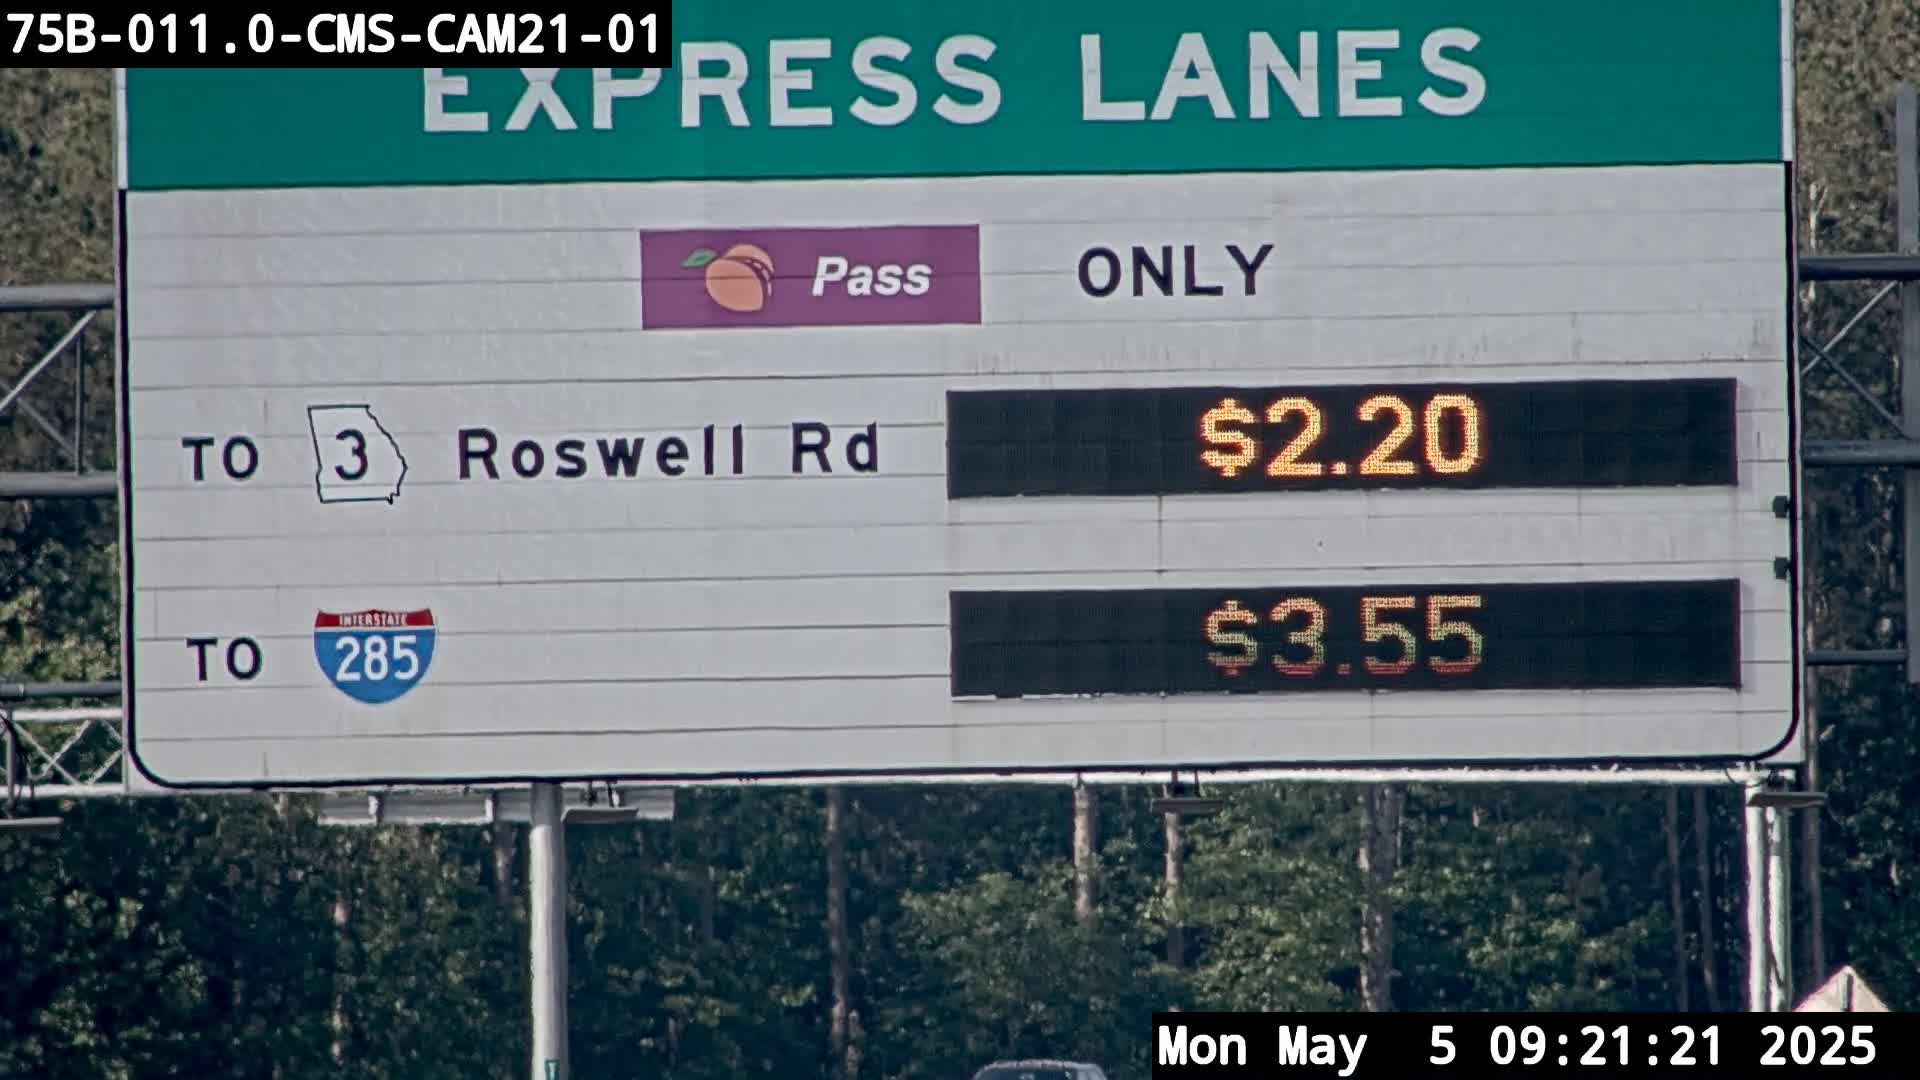 75B-011.0-CMS-CAM21-01
EXPRESS LANES
Pass ONLY
TO 3 Roswell Rd $2.20
INTERSTATE
TO 285 $3.55
Mon May 5 09:21:21 2025